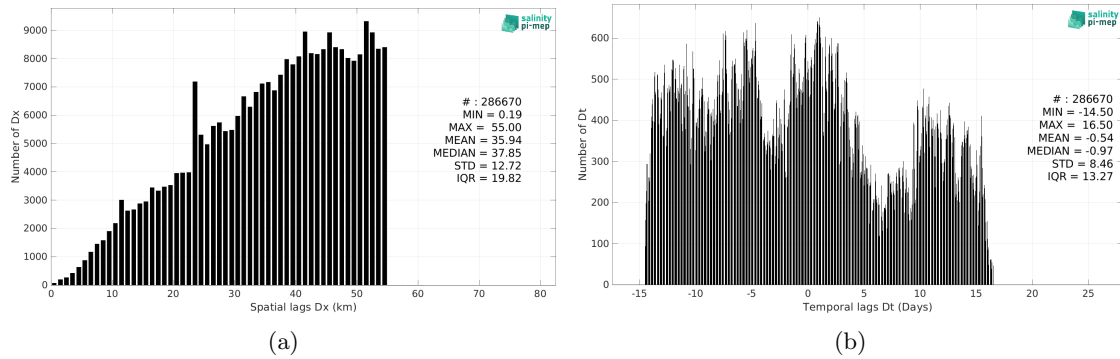 9000
8000
7000
6000
5000
4000
3000
2000
1000
0
Number of Dx
0 10 20 30 40 50 60 70 80
Spatial lags Dx (km)
salinity
pi-mep
# : 286670
MIN = 0.19
MAX = 55.00
MEAN = 35.94
MEDIAN = 37.85
STD = 12.72
IQR = 19.82
(a)
600
500
400
300
200
100
0
Number of Dt
-15 -10 -5 0 5 10 15 20 25
Temporal lags Dt (Days)
salinity
pi-mep
# : 286670
MIN = -14.50
MAX = 16.50
MEAN = -0.54
MEDIAN = -0.97
STD = 8.46
IQR = 13.27
(b)